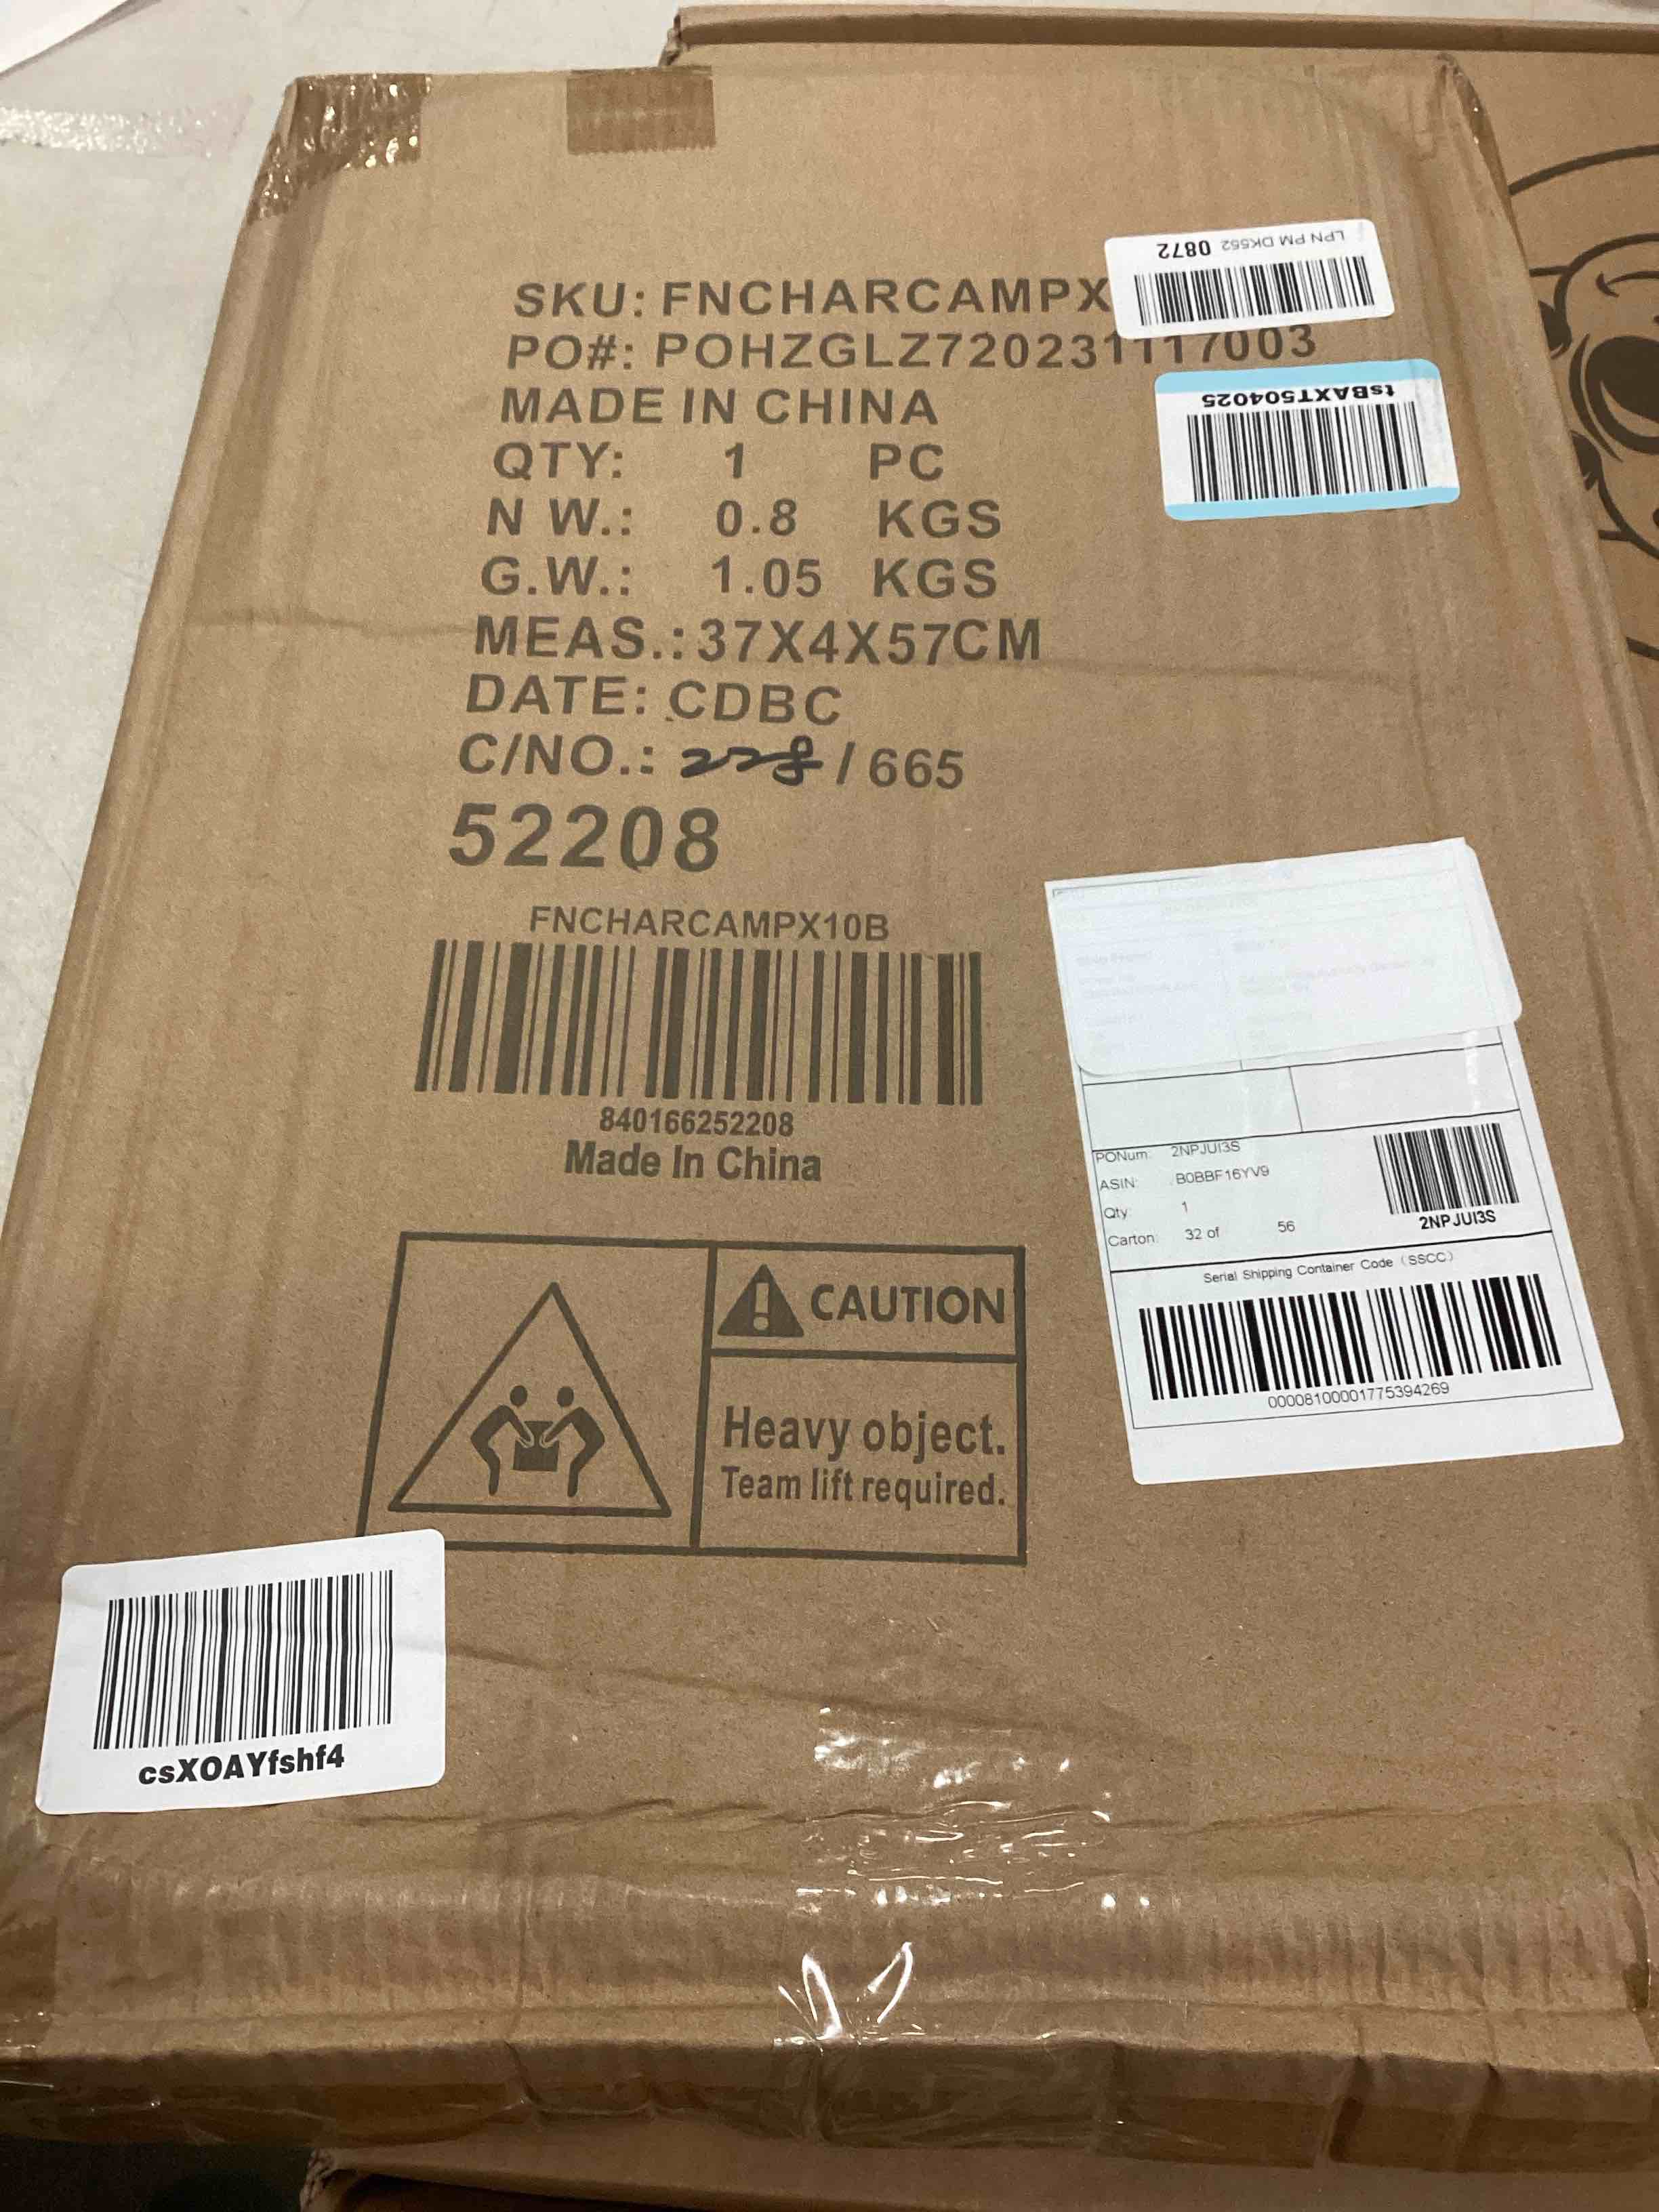 LPN PM DK552 0872
SKU: FNCHARCAMPX
PO#: POHZGLZ720231117003
tsBAXT504025
MADE IN CHINA
QTY: 1 PC
N W.: 0.8 KGS
G.W.: 1.05 KGS
MEAS.: 37X4X57CM
DATE: CDBC
C/NO.: 228 / 665
52208
FNCHARCAMPX10B
840166252208
Made In China
PONum: 2NPJUI3S
ASIN: B0BBF16YV9
Qty: 1
Carton: 32 of 56
2NPJUI3S
Serial Shipping Container Code (SSCC)
00008100001775394269
CAUTION
Heavy object.
Team lift required.
csXOAYfshf4